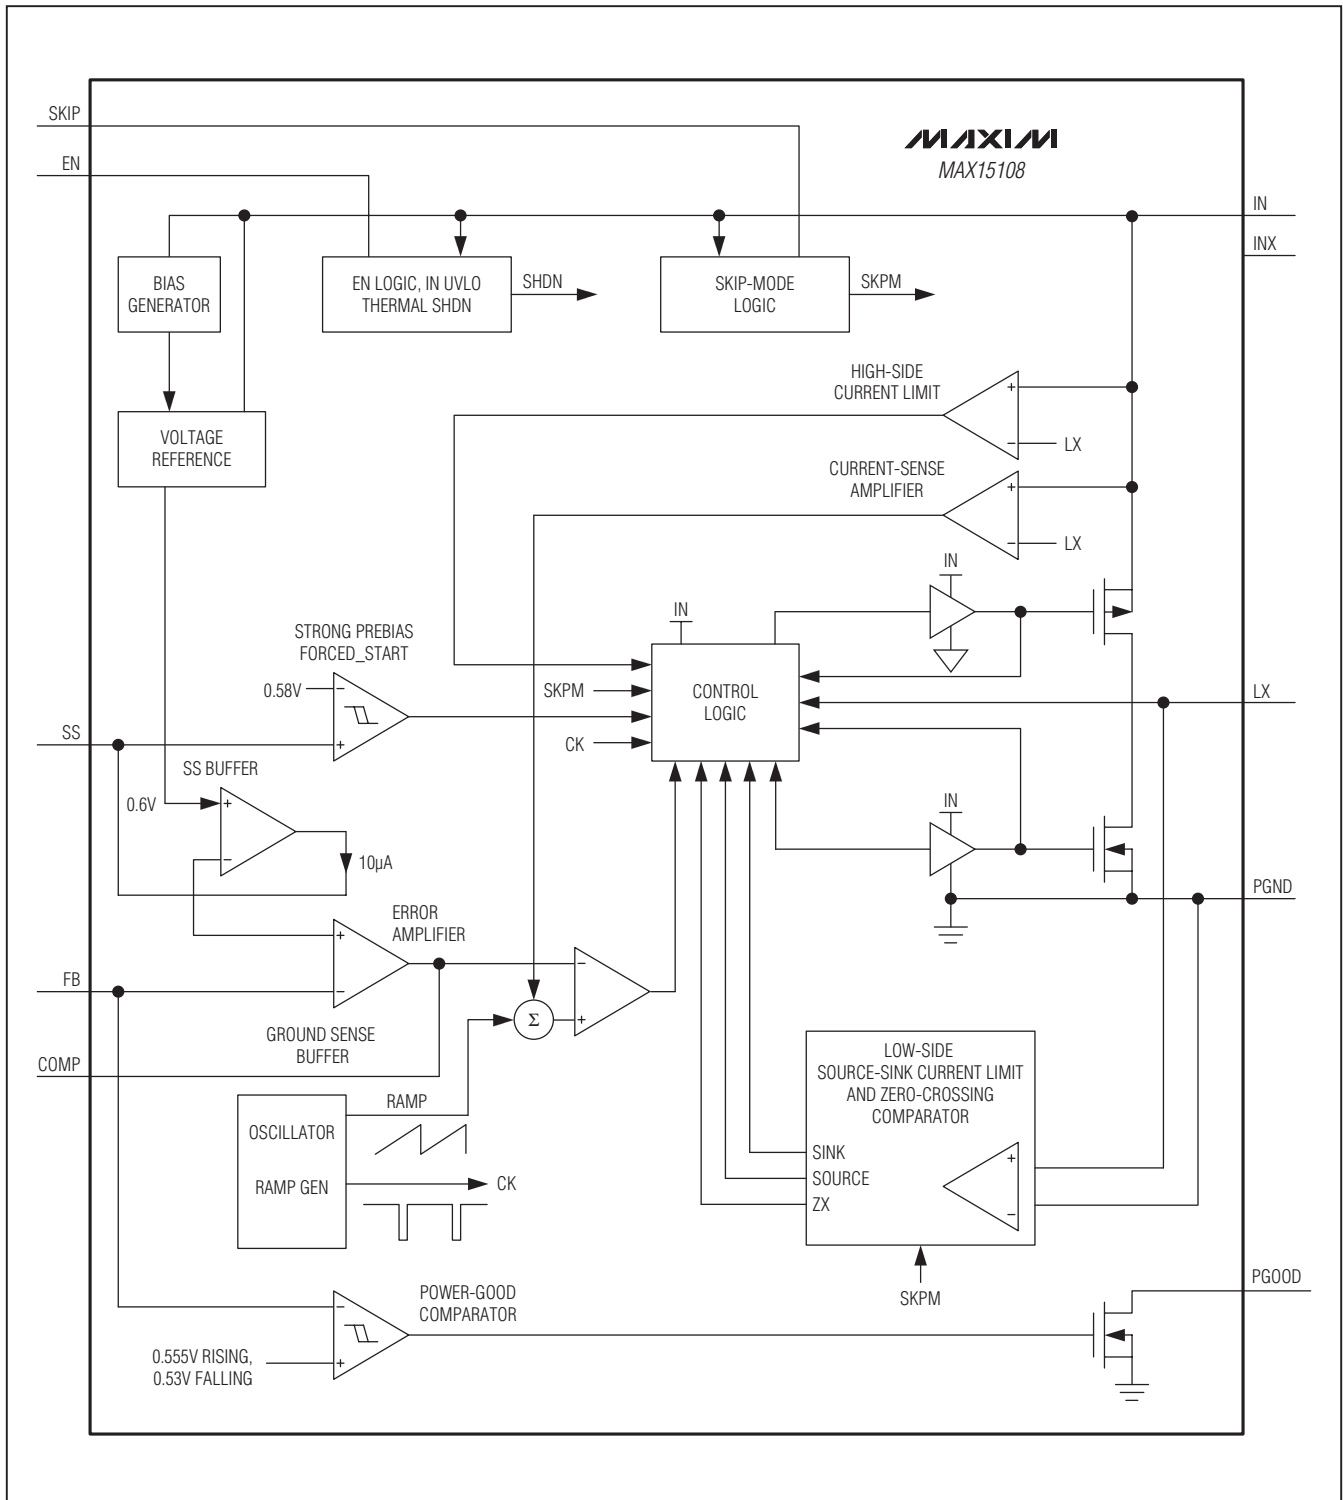 SKIP
MAXIM
MAX15108
EN
IN
INX
BIAS
GENERATOR
EN LOGIC, IN UVLO
THERMAL SHDN
SHDN
SKIP-MODE
LOGIC
SKPM
HIGH-SIDE
CURRENT LIMIT
+
−
LX
VOLTAGE
REFERENCE
CURRENT-SENSE
AMPLIFIER
+
−
LX
IN
IN
STRONG PREBIAS
FORCED_START
0.58V
−
+
SKPM
CK
CONTROL
LOGIC
LX
SS
SS BUFFER
0.6V
+
−
10µA
IN
PGND
ERROR
AMPLIFIER
+
−
FB
−
+
Σ
GROUND SENSE
BUFFER
COMP
LOW-SIDE
SOURCE-SINK CURRENT LIMIT
AND ZERO-CROSSING
COMPARATOR
SINK
SOURCE
ZX
+
−
SKPM
OSCILLATOR
RAMP GEN
RAMP
CK
POWER-GOOD
COMPARATOR
−
+
0.555V RISING,
0.53V FALLING
PGOOD